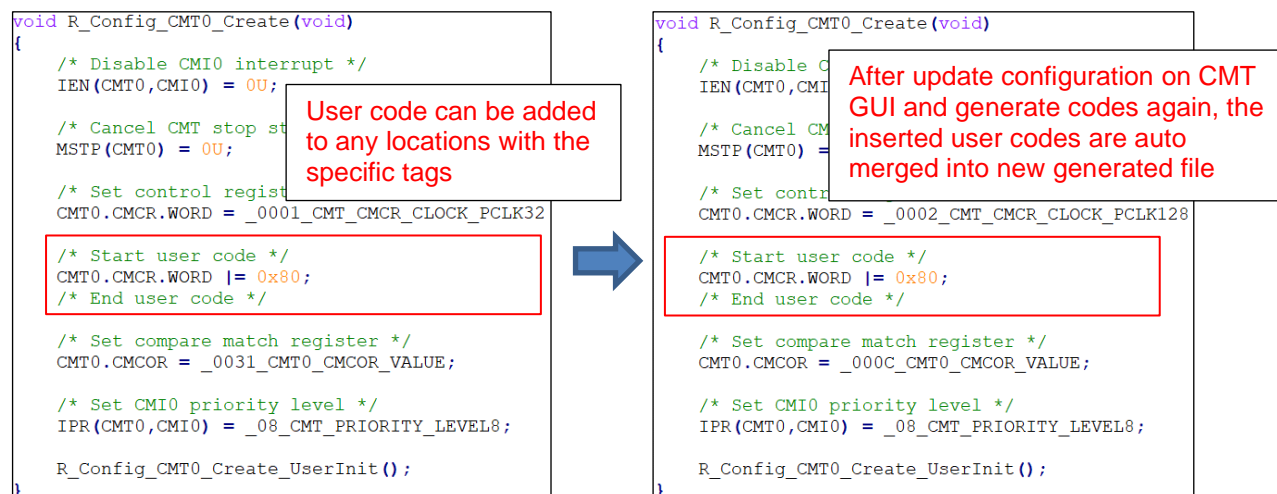 void R_Config_CMT0_Create(void)
{
/* Disable CMI0 interrupt */
IEN(CMT0,CMI0) = 0U;
/* Cancel CMT stop st
MSTP(CMT0) = 0U;
/* Set control regist
CMT0.CMCR.WORD = _0001_CMT_CMCR_CLOCK_PCLK32
/* Start user code */
CMT0.CMCR.WORD |= 0x80;
/* End user code */
/* Set compare match register */
CMT0.CMCOR = _0031_CMT0_CMCOR_VALUE;
/* Set CMI0 priority level */
IPR(CMT0,CMI0) = _08_CMT_PRIORITY_LEVEL8;
R_Config_CMT0_Create_UserInit();
}
User code can be added
to any locations with the
specific tags
void R_Config_CMT0_Create(void)
{
/* Disable C
IEN(CMT0,CMI
/* Cancel CM
MSTP(CMT0) =
/* Set contr
CMT0.CMCR.WORD = _0002_CMT_CMCR_CLOCK_PCLK128
/* Start user code */
CMT0.CMCR.WORD |= 0x80;
/* End user code */
/* Set compare match register */
CMT0.CMCOR = _000C_CMT0_CMCOR_VALUE;
/* Set CMI0 priority level */
IPR(CMT0,CMI0) = _08_CMT_PRIORITY_LEVEL8;
R_Config_CMT0_Create_UserInit();
}
After update configuration on CMT
GUI and generate codes again, the
inserted user codes are auto
merged into new generated file